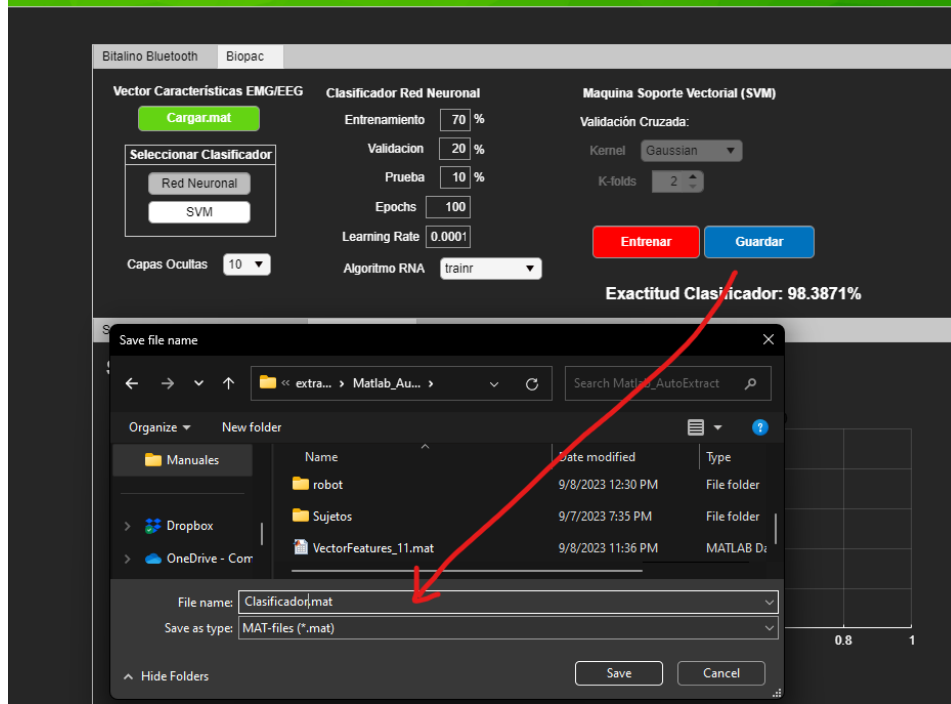 Bitalino Bluetooth Biopac
Vector Características EMG/EEG
Cargar.mat
Seleccionar Clasificador
Red Neuronal
SVM
Capas Ocultas 10
Clasificador Red Neuronal
Entrenamiento 70 %
Validacion 20 %
Prueba 10 %
Epochs 100
Learning Rate 0.0001
Algoritmo RNA trainr
Maquina Soporte Vectorial (SVM)
Validación Cruzada:
Kernel Gaussian
K-folds 2
Entrenar Guardar
Exactitud Clasificador: 98.3871%
Save file name
« extra... › Matlab_Au... › Search Matlab_AutoExtract
Organize New folder
Manuales
Dropbox
OneDrive - Com
Name Date modified Type
robot 9/8/2023 12:30 PM File folder
Sujetos 9/7/2023 7:35 PM File folder
VectorFeatures_11.mat 9/8/2023 11:36 PM MATLAB Da
File name: Clasificador.mat
Save as type: MAT-files (*.mat)
Hide Folders Save Cancel
0.8 1